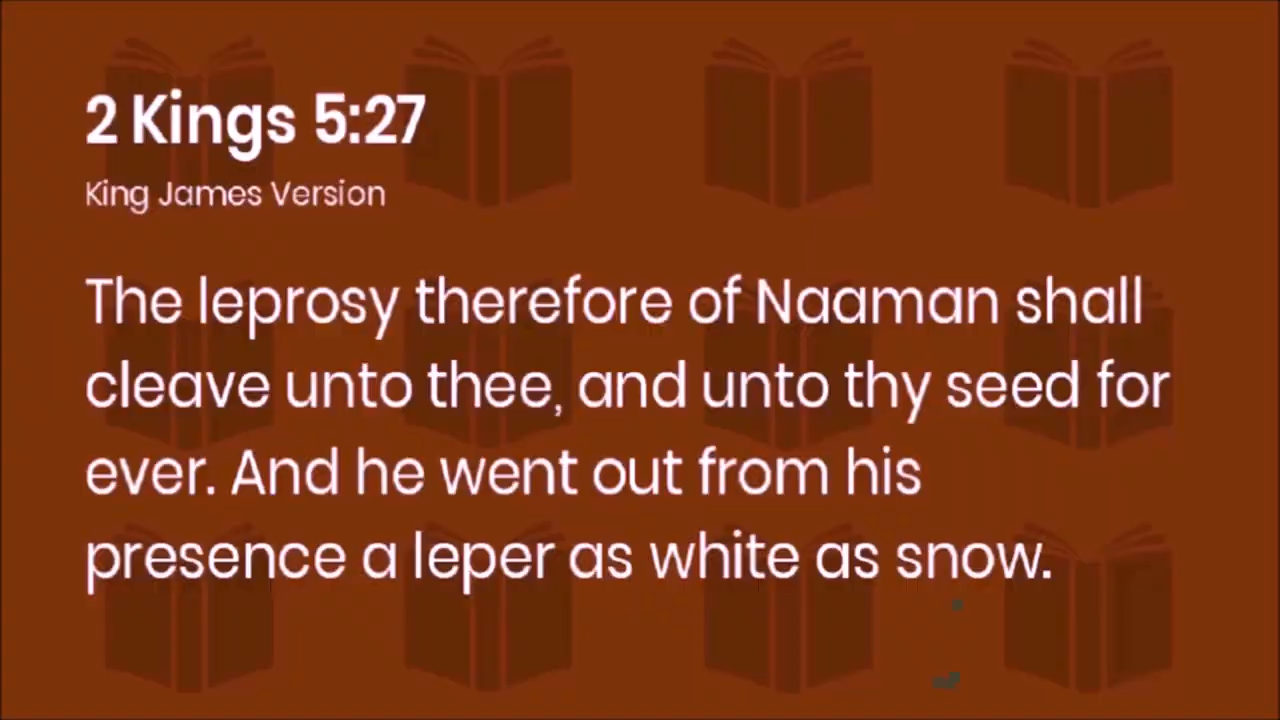 2 Kings 5:27
King James Version
The leprosy therefore of Naaman shall
cleave unto thee, and unto thy seed for
ever. And he went out from his
presence a leper as white as snow.